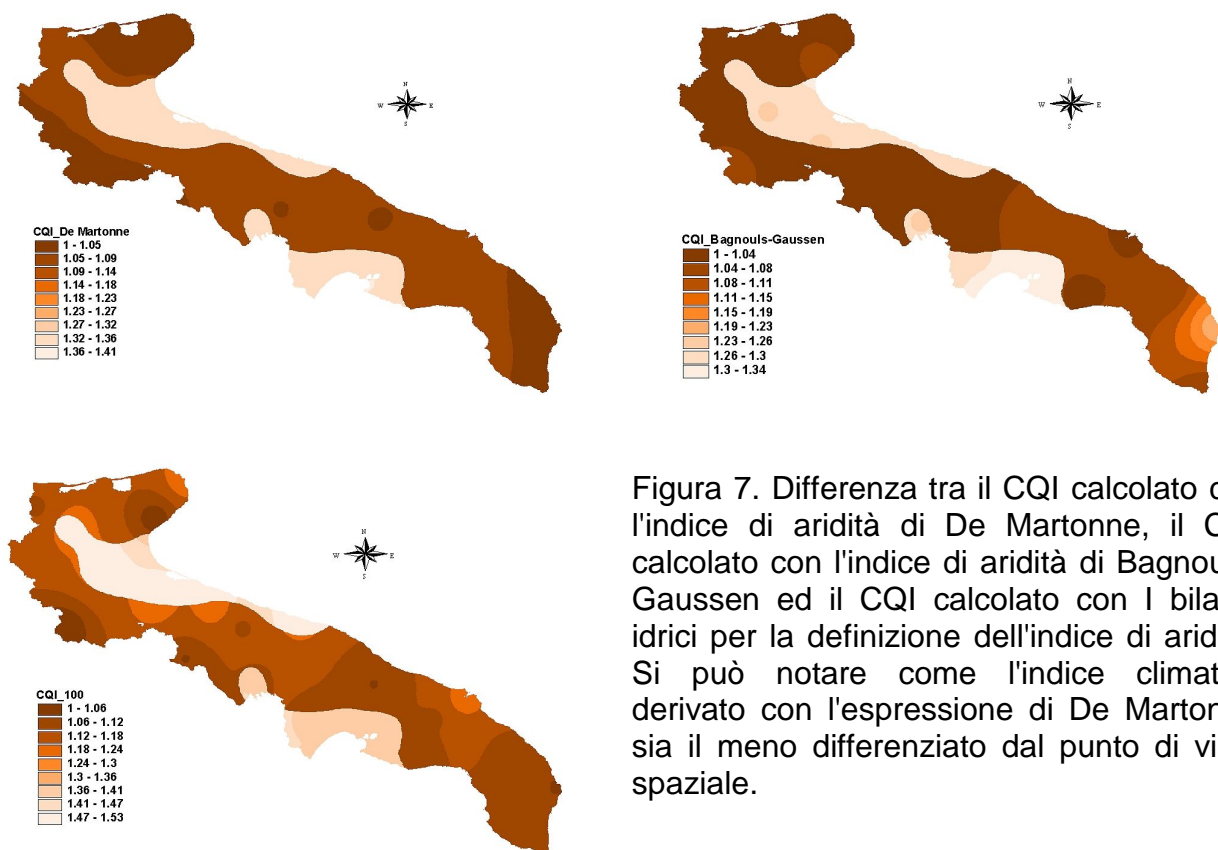 N
W E
S
CQI_De Martonne
1 - 1.05
1.05 - 1.09
1.09 - 1.14
1.14 - 1.18
1.18 - 1.23
1.23 - 1.27
1.27 - 1.32
1.32 - 1.36
1.36 - 1.41
N
W E
S
CQI_Bagnouls-Gaussen
1 - 1.04
1.04 - 1.08
1.08 - 1.11
1.11 - 1.15
1.15 - 1.19
1.19 - 1.23
1.23 - 1.26
1.26 - 1.3
1.3 - 1.34
N
W E
S
CQI_100
1 - 1.06
1.06 - 1.12
1.12 - 1.18
1.18 - 1.24
1.24 - 1.3
1.3 - 1.36
1.36 - 1.41
1.41 - 1.47
1.47 - 1.53
Figura 7. Differenza tra il CQI calcolato
l'indice di aridità di De Martonne, il
calcolato con l'indice di aridità di Bagnou
Gaussen ed il CQI calcolato con I bila
idrici per la definizione dell'indice di arid
Si può notare come l'indice climat
derivato con l'espressione di De Marton
sia il meno differenziato dal punto di vi
spaziale.